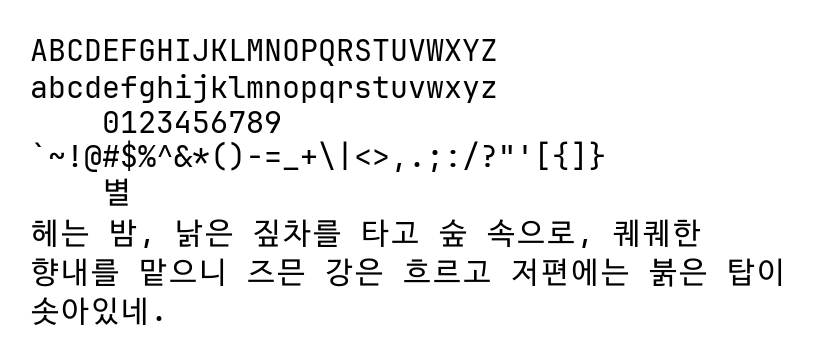 ABCDEFGHIJKLMNOPQRSTUVWXYZ
abcdefghijklmnopqrstuvwxyz
0123456789
`~!@#$%^&*()-=_+\|<>,.;:/?"'[{]}
별
헤는 밤, 낡은 짚차를 타고 숲 속으로, 퀘퀘한
향내를 맡으니 즈믄 강은 흐르고 저편에는 붉은 탑이
솟아있네.